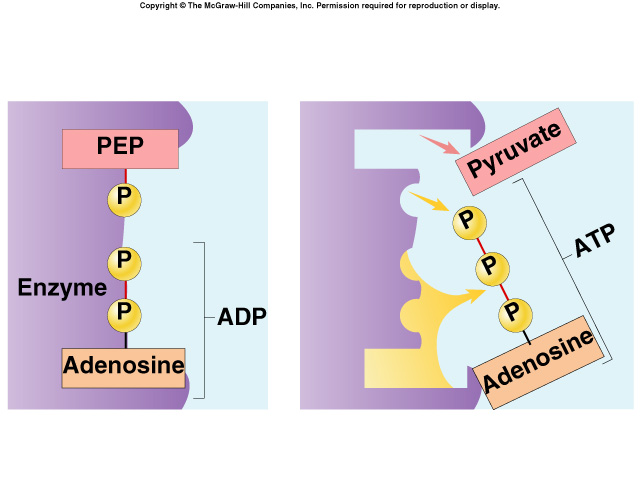 Copyright © The McGraw-Hill Companies, Inc. Permission required for reproduction or display.
PEP
P
P
Enzyme
P
ADP
Adenosine
Pyruvate
P
ATP
P
P
Adenosine